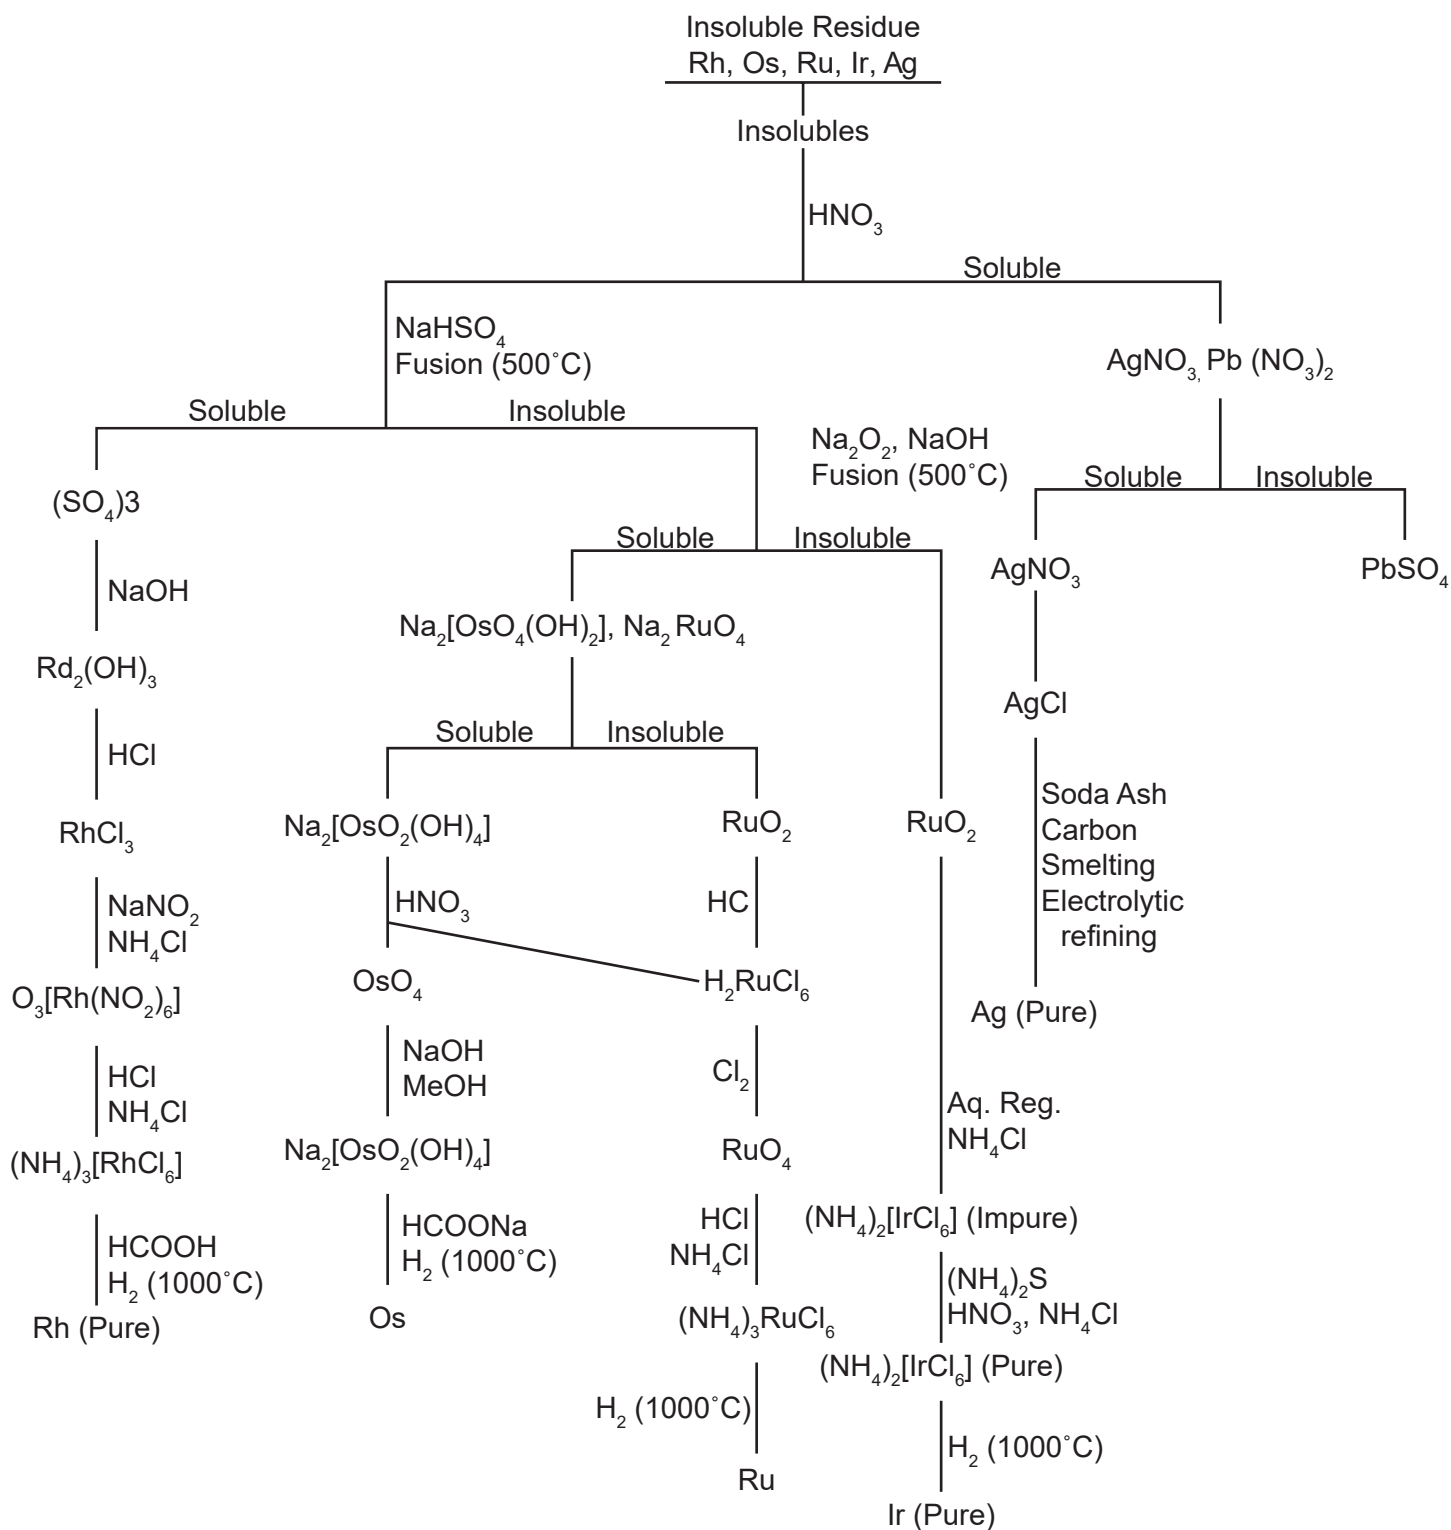 Insoluble Residue
Rh, Os, Ru, Ir, Ag
Insolubles
HNO₃
Soluble
NaHSO₄
Fusion (500˚C)
AgNO₃, Pb (NO₃)₂
Soluble
Insoluble
Na₂O₂, NaOH
Fusion (500˚C)
Soluble
Insoluble
(SO₄)3
Soluble
Insoluble
AgNO₃
PbSO₄
NaOH
Na₂[OsO₄(OH)₂], Na₂ RuO₄
Rd₂(OH)₃
AgCl
Soluble
Insoluble
HCl
Soda Ash
Carbon
Smelting
Electrolytic
refining
RhCl₃
Na₂[OsO₂(OH)₄]
RuO₂
RuO₂
NaNO₂
NH₄Cl
HNO₃
HC
O₃[Rh(NO₂)₆]
OsO₄
H₂RuCl₆
Ag (Pure)
HCl
NH₄Cl
NaOH
MeOH
Cl₂
Aq. Reg.
NH₄Cl
(NH₄)₃[RhCl₆]
Na₂[OsO₂(OH)₄]
RuO₄
HCOOH
H₂ (1000˚C)
HCOONa
H₂ (1000˚C)
HCl
NH₄Cl
(NH₄)₂[IrCl₆] (Impure)
(NH₄)₂S
HNO₃, NH₄Cl
Rh (Pure)
Os
(NH₄)₃RuCl₆
(NH₄)₂[IrCl₆] (Pure)
H₂ (1000˚C)
H₂ (1000˚C)
Ru
Ir (Pure)